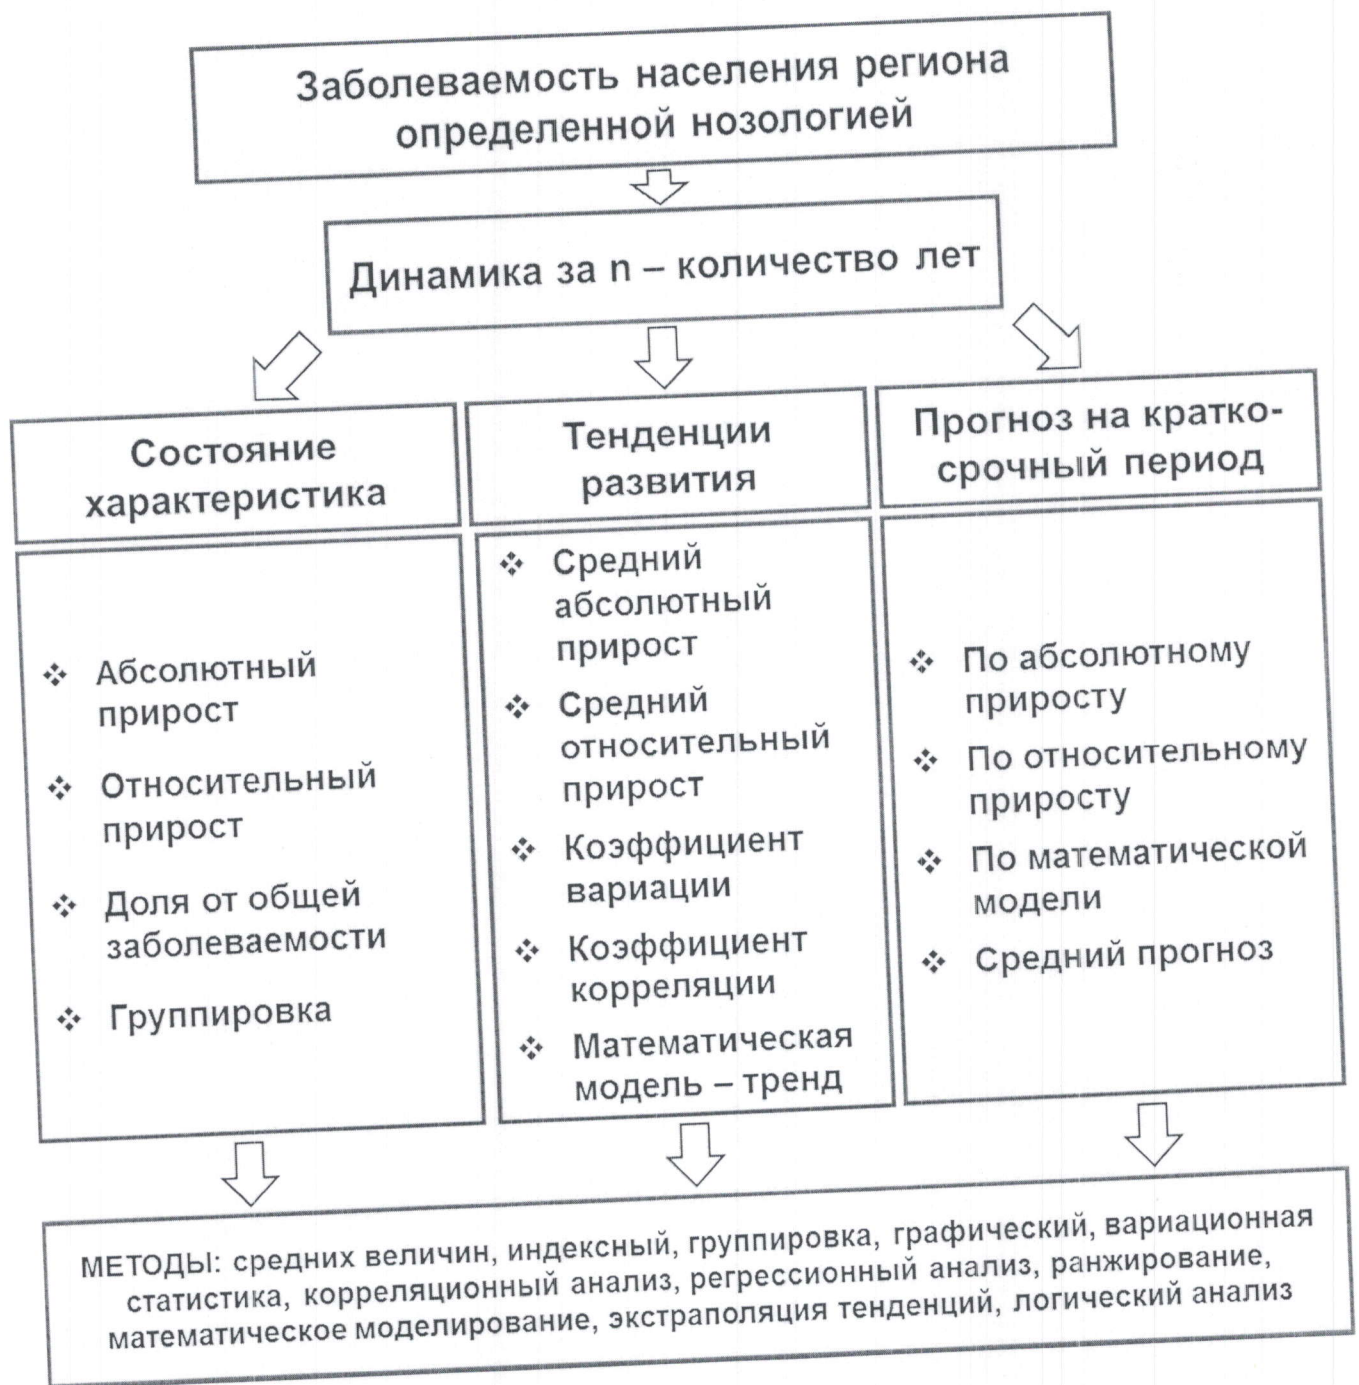 Заболеваемость населения региона
определенной нозологией
Динамика за n – количество лет
Состояние
характеристика
Абсолютный
прирост
Относительный
прирост
Доля от общей
заболеваемости
Группировка
Тенденции
развития
Средний
абсолютный
прирост
Средний
относительный
прирост
Коэффициент
вариации
Коэффициент
корреляции
Математическая
модель – тренд
Прогноз на кратко-
срочный период
По абсолютному
приросту
По относительному
приросту
По математической
модели
Средний прогноз
МЕТОДЫ: средних величин, индексный, группировка, графический, вариационная
статистика, корреляционный анализ, регрессионный анализ, ранжирование,
математическое моделирование, экстраполяция тенденций, логический анализ